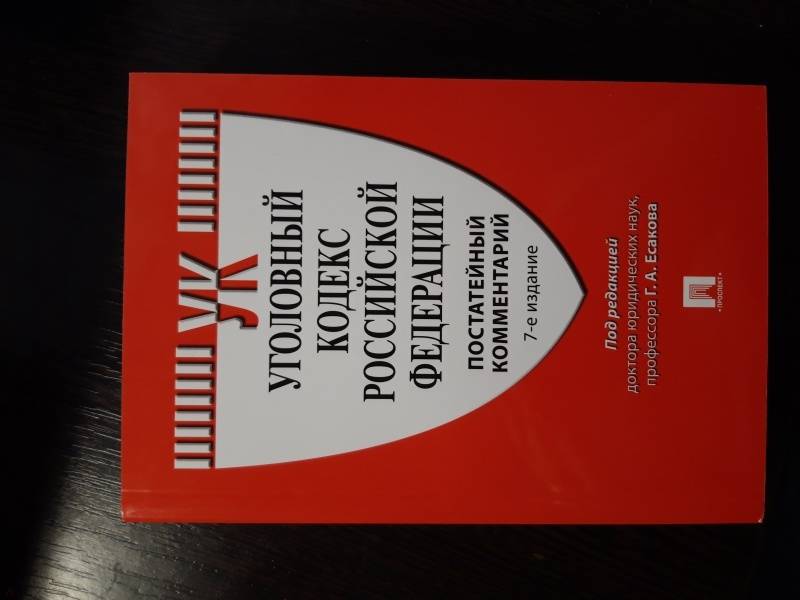 УК
УГОЛОВНЫЙ
КОДЕКС
РОССИЙСКОЙ
ФЕДЕРАЦИИ
ПОСТАТЕЙНЫЙ
КОММЕНТАРИЙ
7-е издание
Под редакцией
доктора юридических наук,
профессора Г. А. Есакова
•ПРОСПЕКТ•